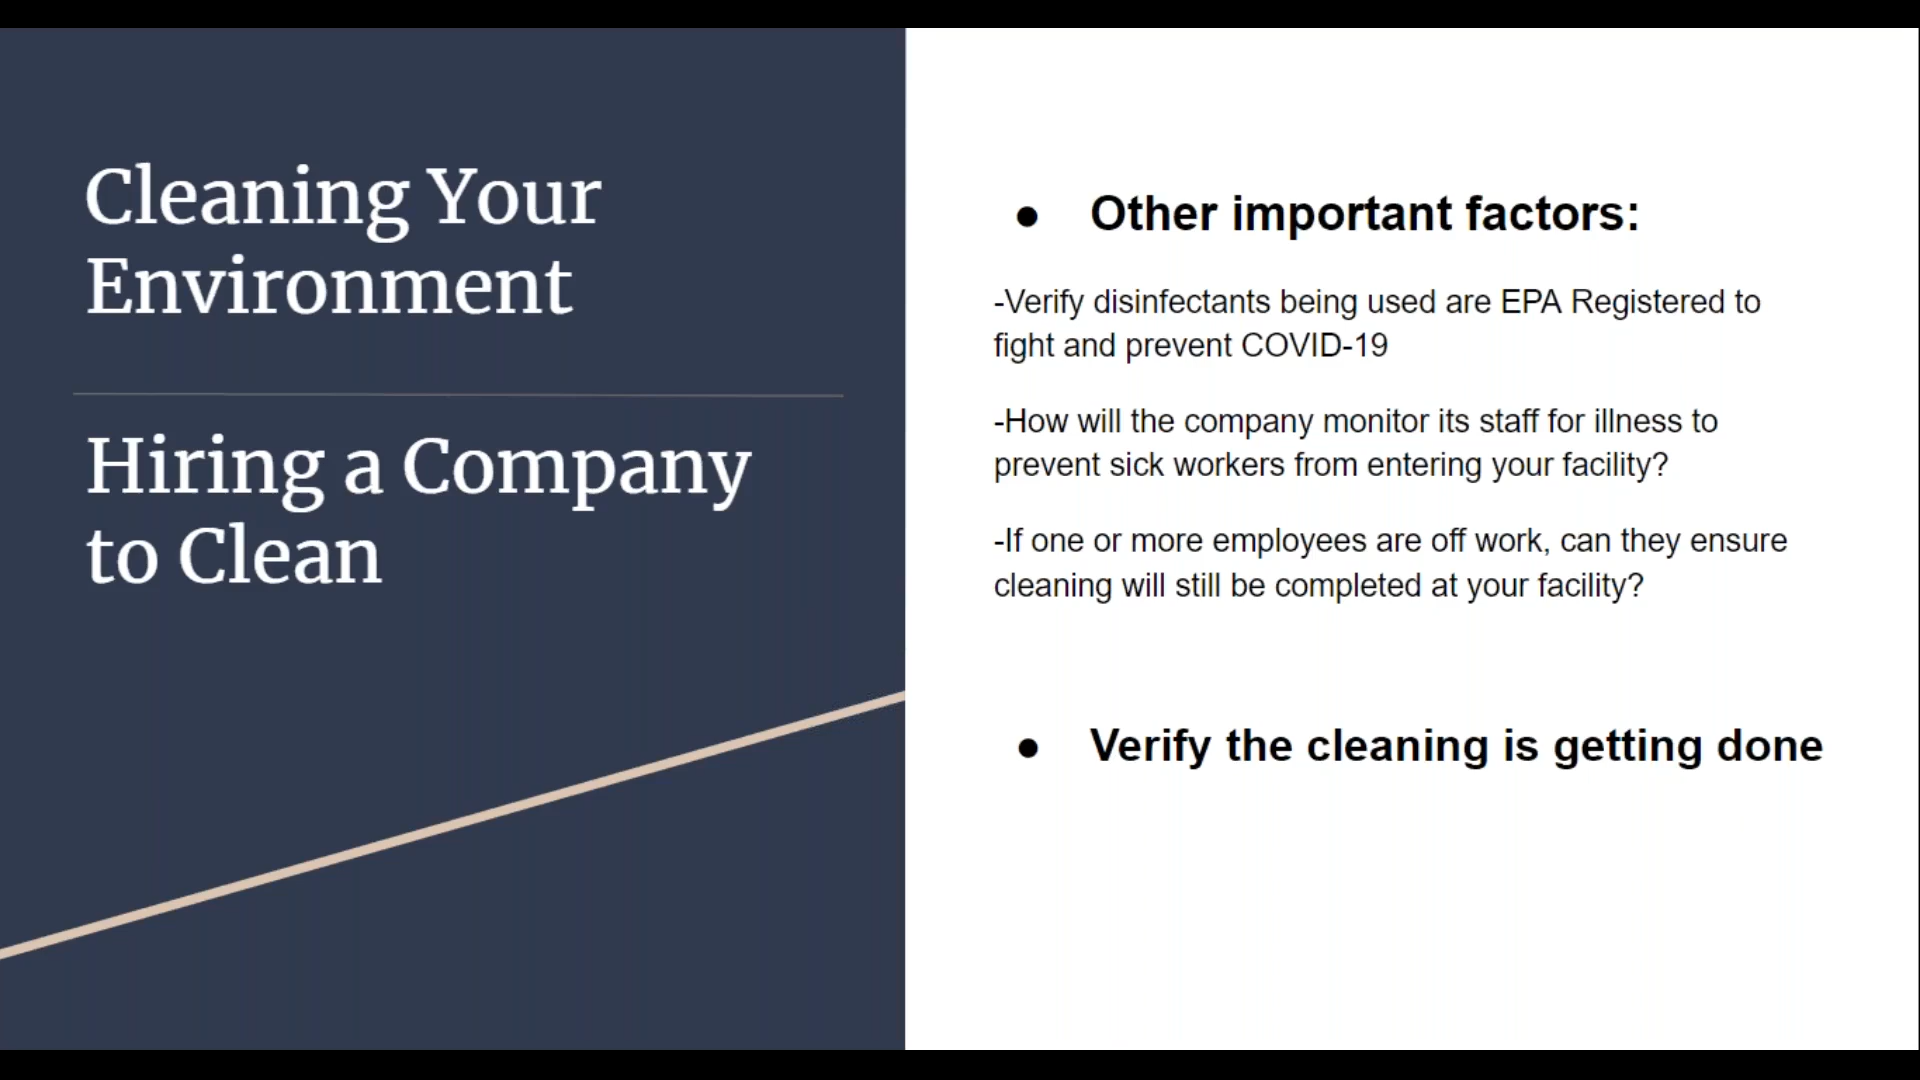 Cleaning Your
Environment
Hiring a Company
to Clean
● Other important factors:
-Verify disinfectants being used are EPA Registered to
fight and prevent COVID-19
-How will the company monitor its staff for illness to
prevent sick workers from entering your facility?
-If one or more employees are off work, can they ensure
cleaning will still be completed at your facility?
● Verify the cleaning is getting done